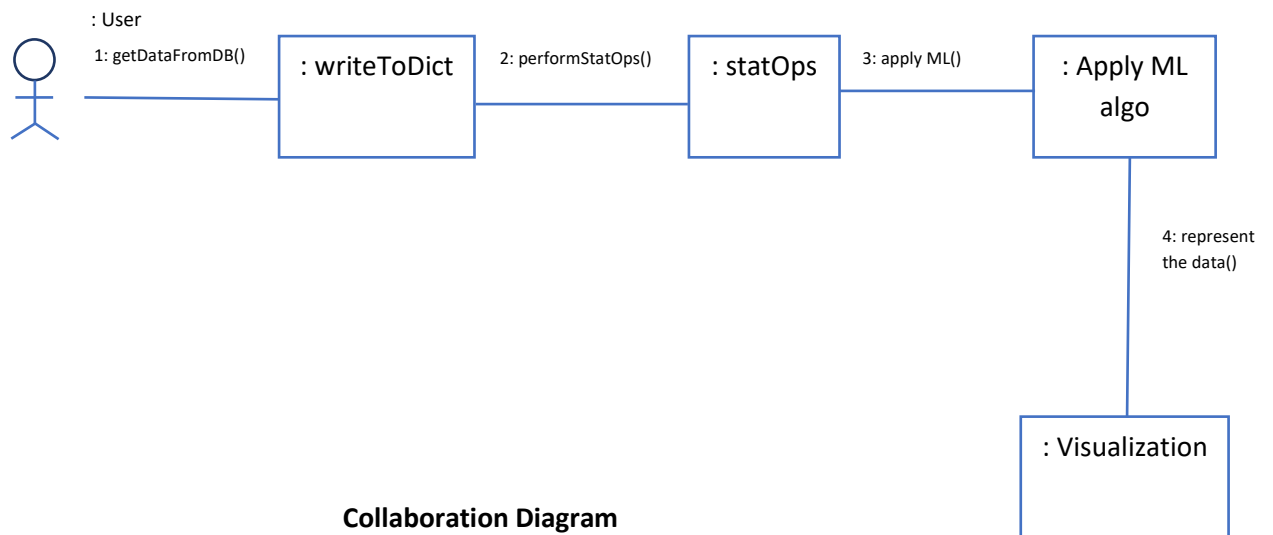 : User
1: getDataFromDB()
: writeToDict
2: performStatOps()
: statOps
3: apply ML()
: Apply ML
algo
4: represent
the data()
: Visualization
Collaboration Diagram